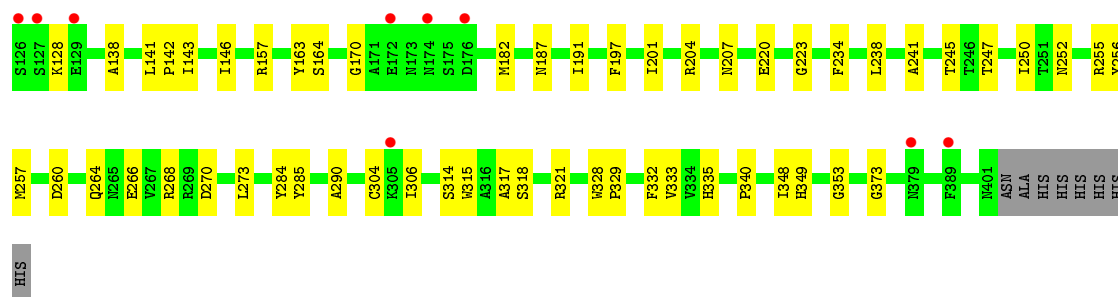 S126 S127 K128 E129 A138 L141 P142 I143 I146 R157 Y163 S164 G170 A171 E172 N173 N174 S175 D176 M182 N187 I191 F197 I201 R204 N207 E220 G223 F234 L238 A241 T245 T246 T247 I250 T251 N252 R255 Y256
M257 D260 Q264 N265 E266 V267 R268 R269 D270 L273 Y284 Y285 A290 C304 K305 I306 S314 W315 A316 A317 S318 R321 W328 P329 F332 V333 V334 H335 P340 I348 H349 G353 G373 N379 F389 N401 ASN ALA HIS HIS HIS HIS HIS
HIS